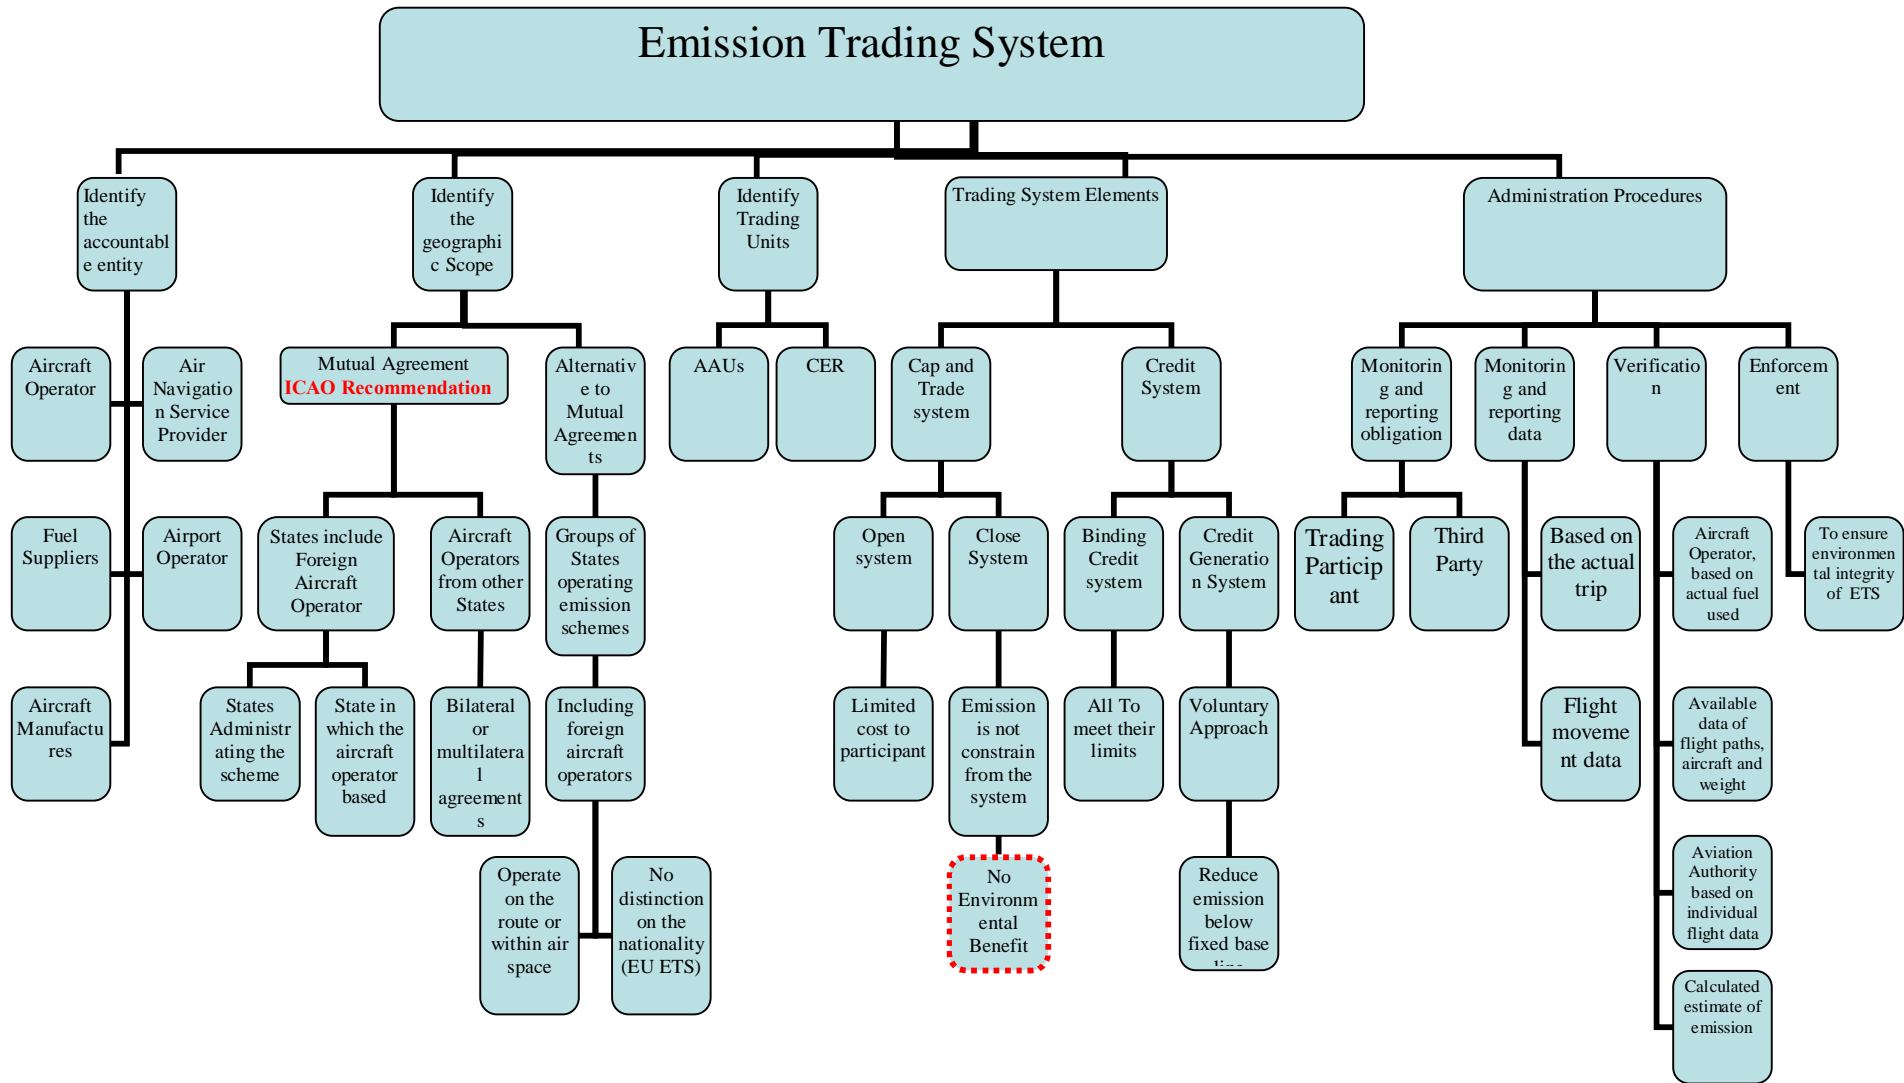 Emission Trading System
Identify
the
accountabl
e entity
Identify
the
geographi
c Scope
Identify
Trading
Units
Trading System Elements
Administration Procedures
Aircraft
Operator
Air
Navigatio
n Service
Provider
Mutual Agreement
ICAO Recommendation
Alternativ
e to
Mutual
Agreemen
ts
AAUs
CER
Cap and
Trade
system
Credit
System
Monitorin
g and
reporting
obligation
Monitorin
g and
reporting
data
Verificatio
n
Enforcem
ent
Fuel
Suppliers
Airport
Operator
States include
Foreign
Aircraft
Operator
Aircraft
Operators
from other
States
Groups of
States
operating
emission
schemes
Open
system
Close
System
Binding
Credit
system
Credit
Generatio
n System
Trading
Particip
ant
Third
Party
Based on
the actual
trip
Aircraft
Operator,
based on
actual fuel
used
To ensure
environmen
tal integrity
of ETS
Aircraft
Manufactu
res
States
Administr
ating the
scheme
State in
which the
aircraft
operator
based
Bilateral
or
multilatera
l
agreement
s
Including
foreign
aircraft
operators
Limited
cost to
participant
Emission
is not
constrain
from the
system
All To
meet their
limits
Voluntary
Approach
Flight
moveme
nt data
Available
data of
flight paths,
aircraft and
weight
Operate
on the
route or
within air
space
No
distinction
on the
nationality
(EU ETS)
No
Environm
ental
Benefit
Reduce
emission
below
fixed base
Aviation
Authority
based on
individual
flight data
Calculated
estimate of
emission